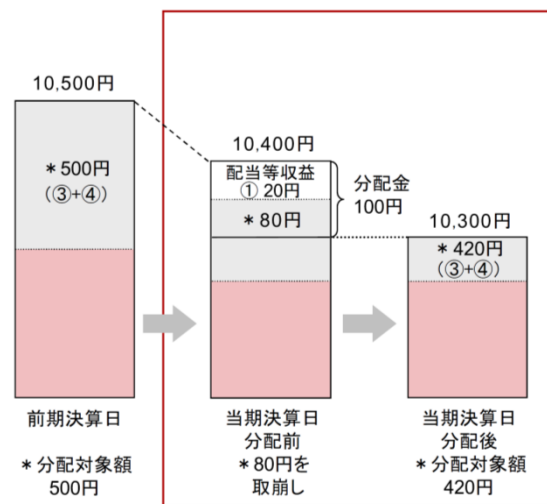 10,500円
*500円
(③+④)
10,400円
配当等収益
① 20円
*80円
分配金
100円
10,300円
*420円
(③+④)
前期決算日
*分配対象額
500円
当期決算日
分配前
*80円を
取崩し
当期決算日
分配後
*分配対象額
420円